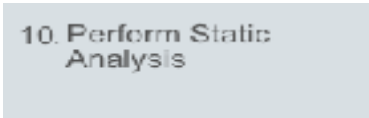 10. Perform Static
Analysis